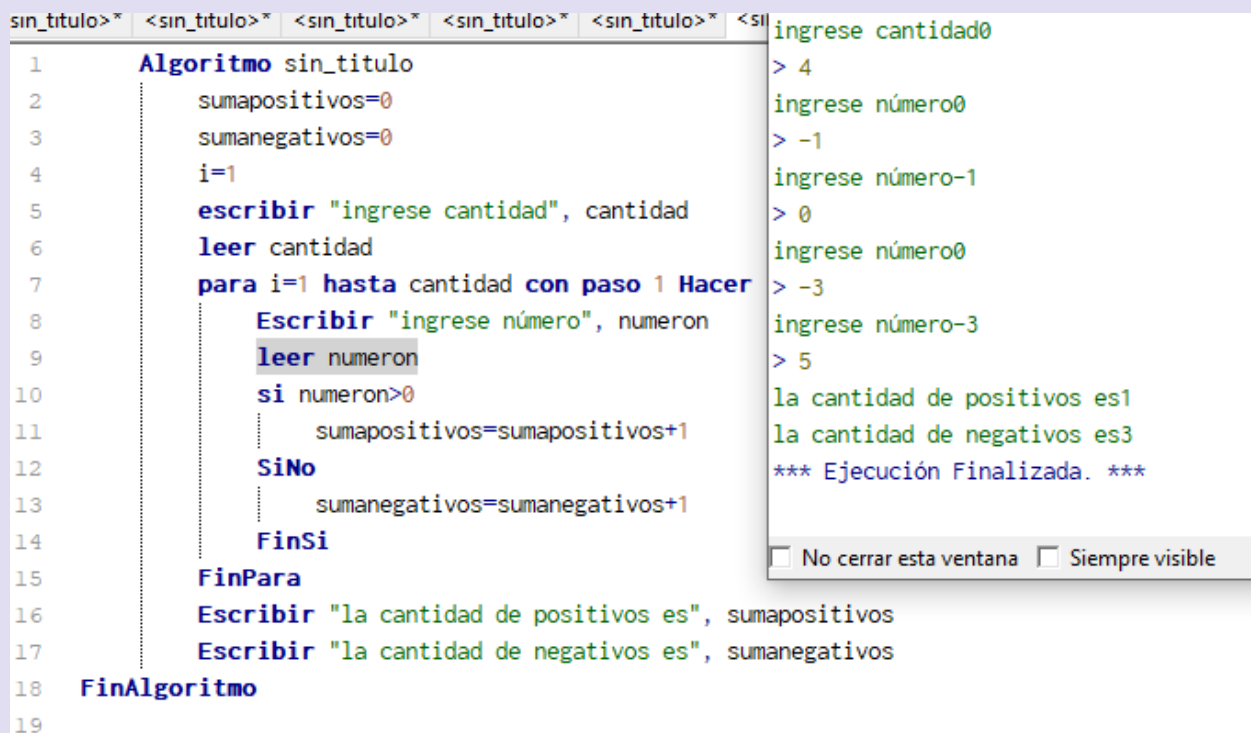 sin_titulo>* <sin_titulo>* <sin_titulo>* <sin_titulo>* <sin_titulo>* <si
1 Algoritmo sin_titulo
2 sumapositivos=0
3 sumanegativos=0
4 i=1
5 escribir "ingrese cantidad", cantidad
6 leer cantidad
7 para i=1 hasta cantidad con paso 1 Hacer
8 Escribir "ingrese número", numeron
9 leer numeron
10 si numeron>0
11 sumapositivos=sumapositivos+1
12 SiNo
13 sumanegativos=sumanegativos+1
14 FinSi
15 FinPara
16 Escribir "la cantidad de positivos es", sumapositivos
17 Escribir "la cantidad de negativos es", sumanegativos
18 FinAlgoritmo
19
ingrese cantidad0
> 4
ingrese número0
> -1
ingrese número-1
> 0
ingrese número0
> -3
ingrese número-3
> 5
la cantidad de positivos es1
la cantidad de negativos es3
*** Ejecución Finalizada. ***
No cerrar esta ventana Siempre visible